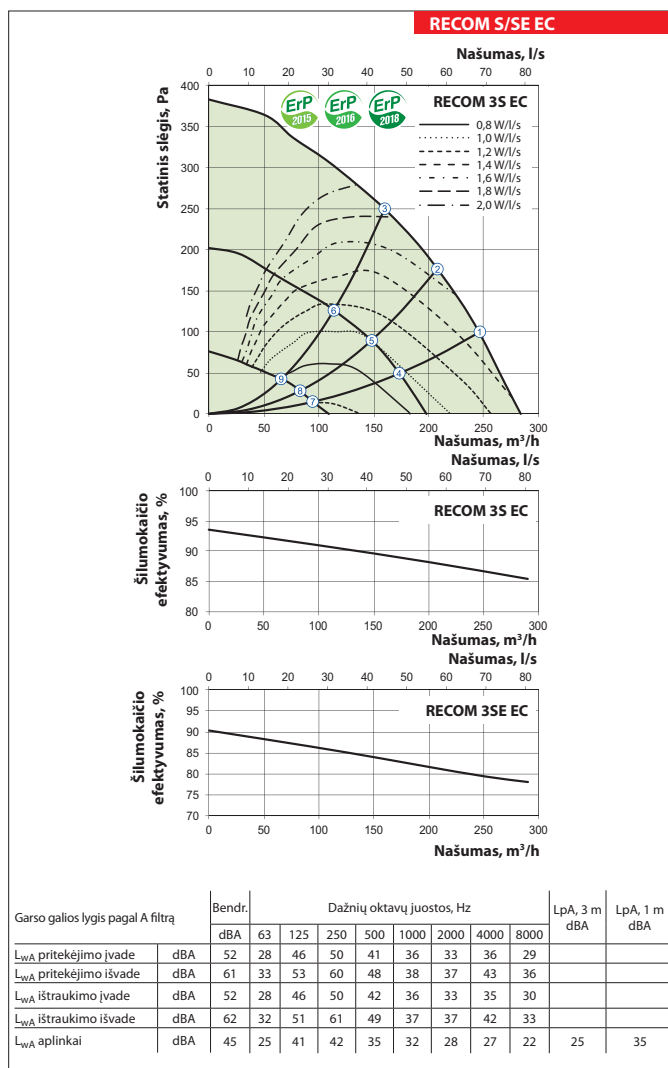 RECOM S/SE EC
Našumas, l/s
0 10 20 30 40 50 60 70 80
Statinis slėgis, Pa
400
350
300
250
200
150
100
50
0
ErP 2015
ErP 2016
ErP 2018
RECOM 3S EC
0,8 W/l/s
1,0 W/l/s
1,2 W/l/s
1,4 W/l/s
1,6 W/l/s
1,8 W/l/s
2,0 W/l/s
3
2
1
6
5
4
9
8
7
0 50 100 150 200 250 300
Našumas, m³/h
Našumas, l/s
0 10 20 30 40 50 60 70 80
Šilumokaičio
efektyvumas, %
100
95
90
85
80
RECOM 3S EC
0 50 100 150 200 250 300
Našumas, m³/h
Našumas, l/s
0 10 20 30 40 50 60 70 80
Šilumokaičio
efektyvumas, %
100
95
90
85
80
75
70
RECOM 3SE EC
0 50 100 150 200 250 300
Našumas, m³/h
Garso galios lygis pagal A filtrą Bendr. Dažnių oktavų juostos, Hz LpA, 3 m dBA LpA, 1 m dBA
dBA 63 125 250 500 1000 2000 4000 8000
LwA pritekėjimo įvade dBA 52 28 46 50 41 36 33 36 29
LwA pritekėjimo išvade dBA 61 33 53 60 48 38 37 43 36
LwA ištraukimo įvade dBA 52 28 46 50 42 36 33 35 30
LwA ištraukimo išvade dBA 62 32 51 61 49 37 37 42 33
LwA aplinkai dBA 45 25 41 42 35 32 28 27 22 25 35